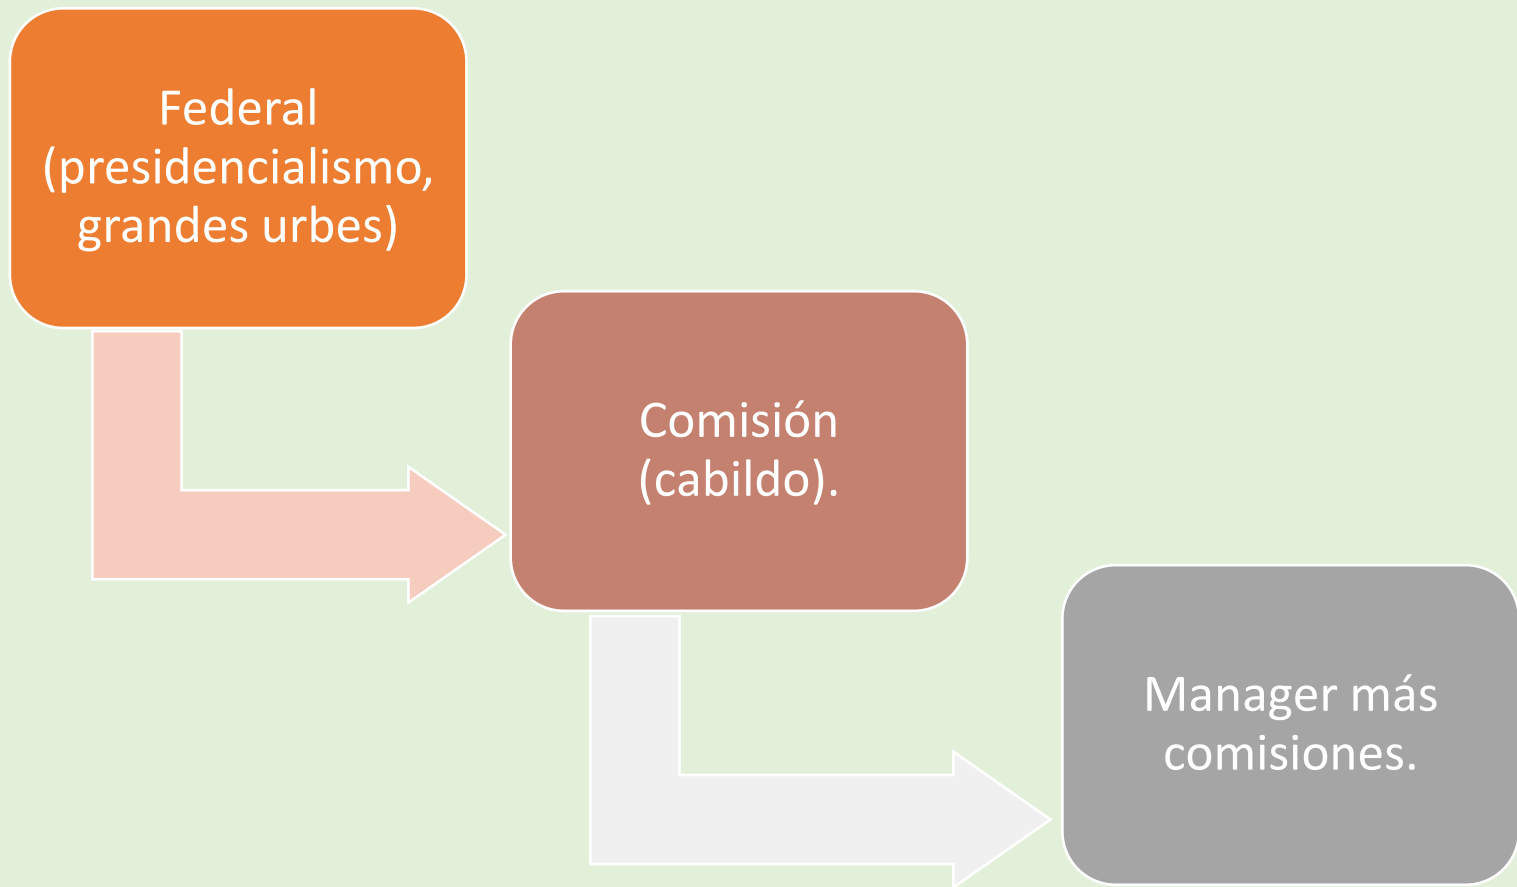 Federal
(presidencialismo,
grandes urbes)
Comisión
(cabildo).
Manager más
comisiones.